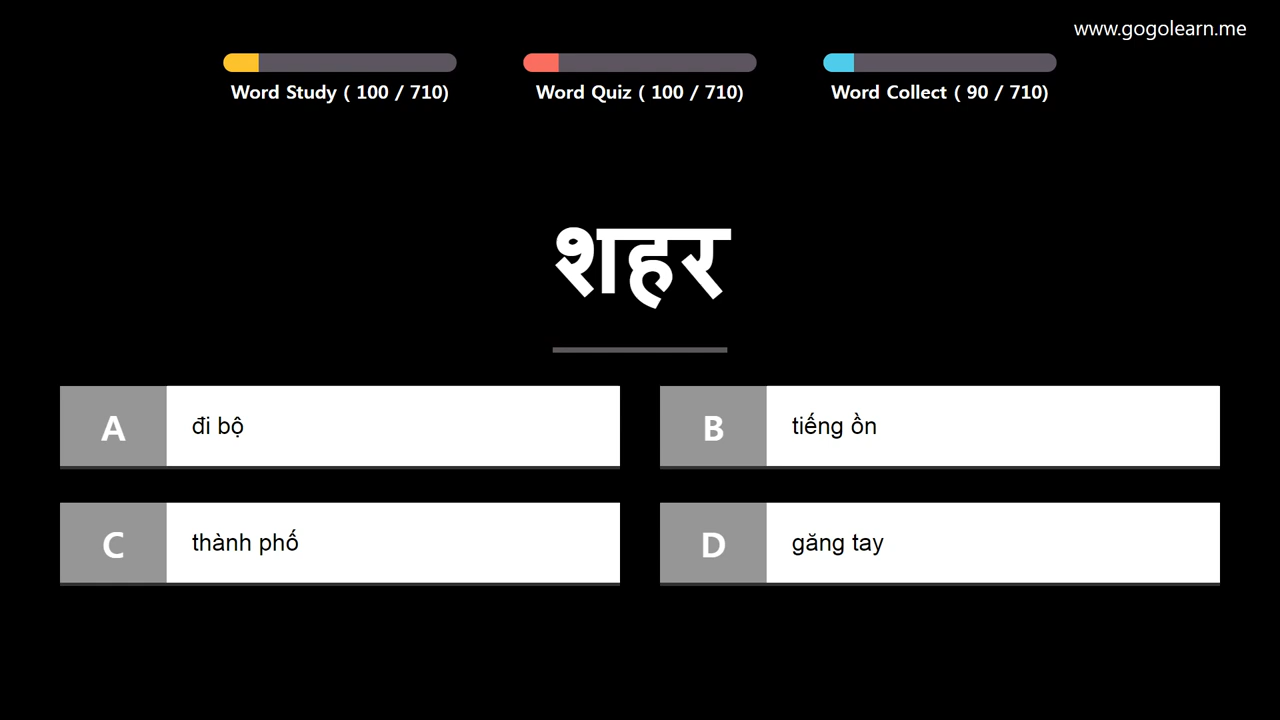 www.gogolearn.me
Word Study ( 100 / 710)
Word Quiz ( 100 / 710)
Word Collect ( 90 / 710)
शहर
A đi bộ
B tiếng ồn
C thành phố
D găng tay